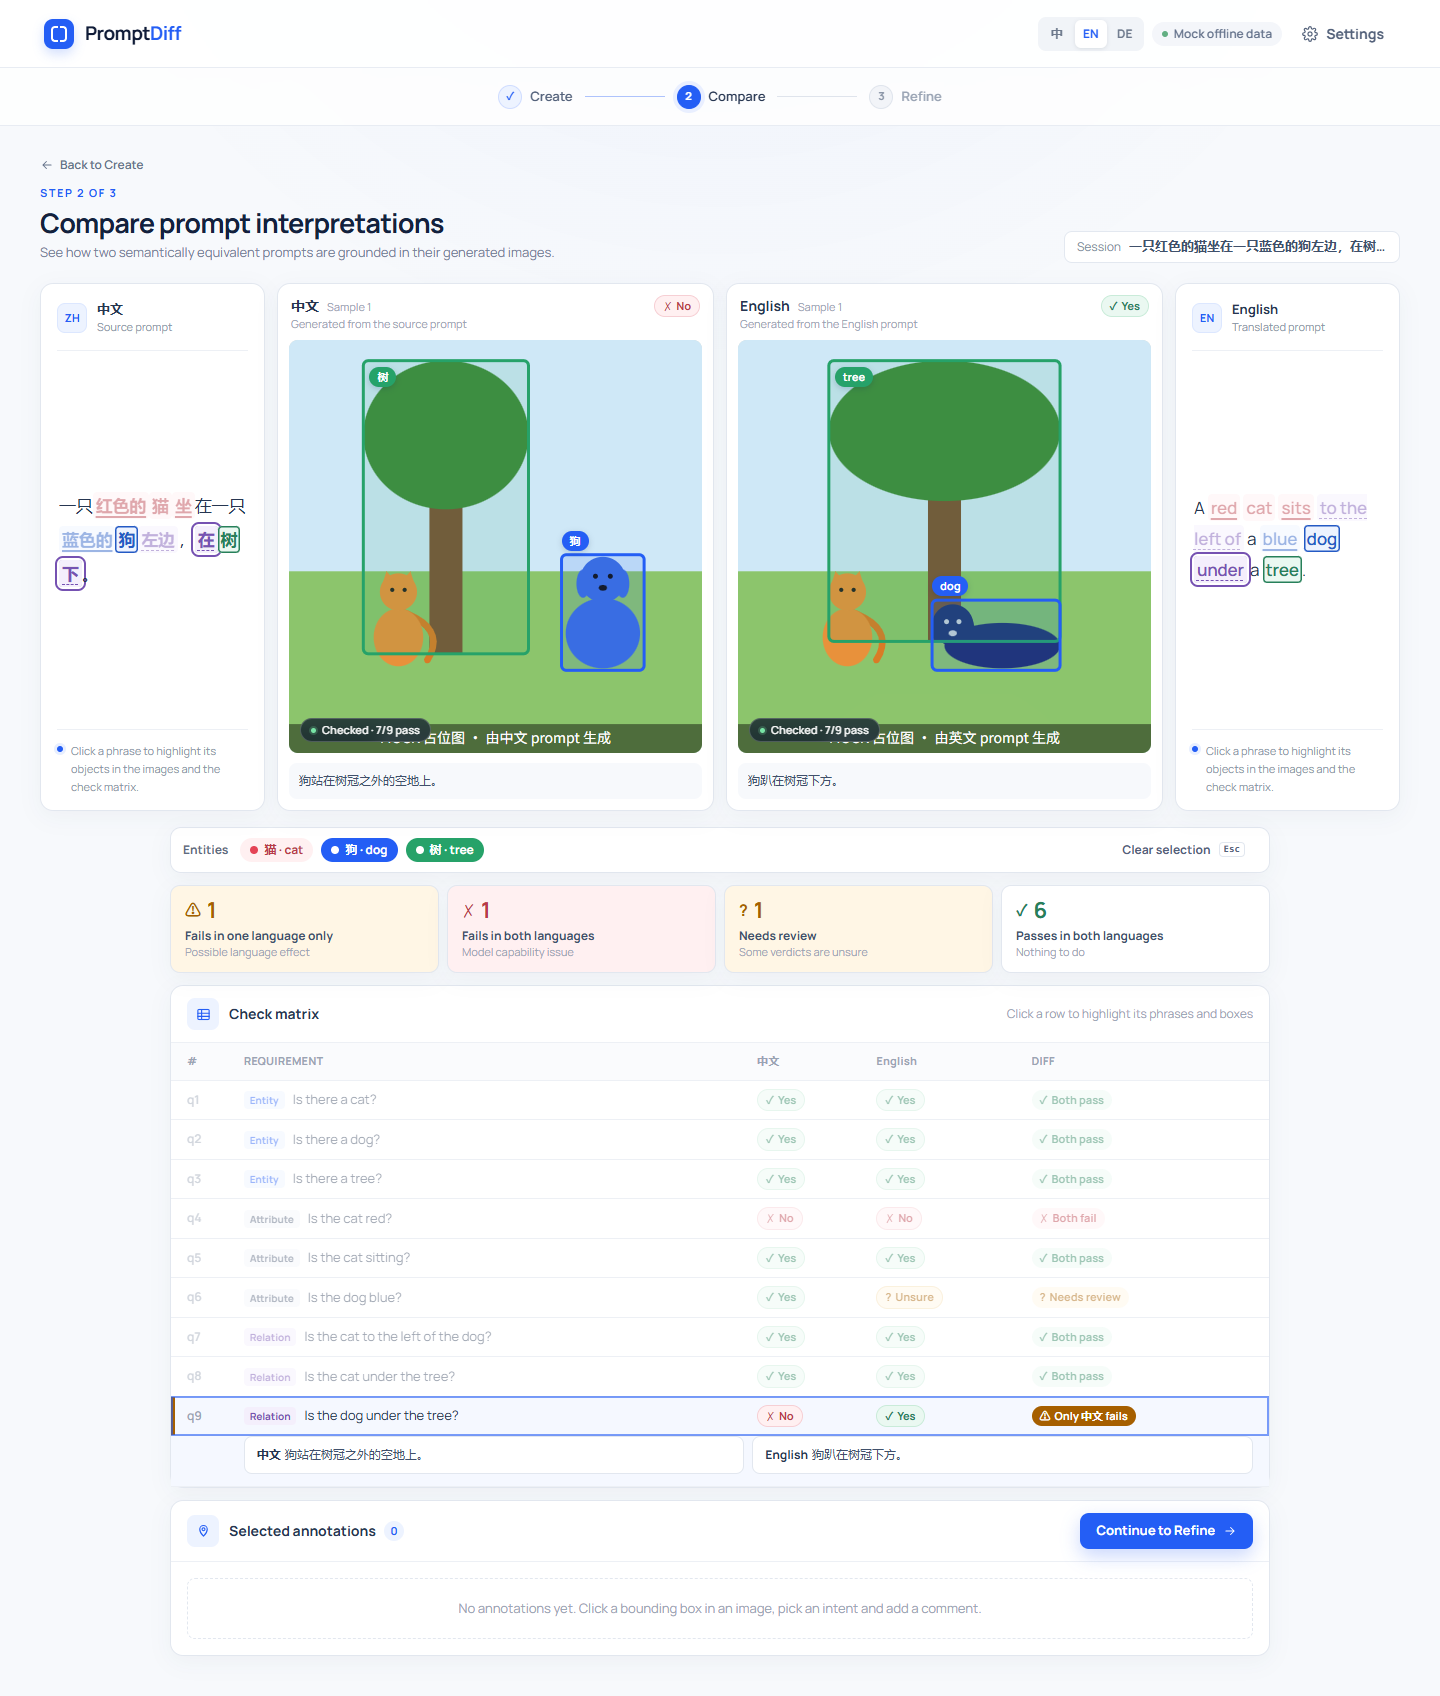 PromptDiff
中 EN DE
Mock offline data
Settings
✓ Create
2 Compare
3 Refine
← Back to Create
STEP 2 OF 3
Compare prompt interpretations
See how two semantically equivalent prompts are grounded in their generated images.
Session 一只红色的猫坐在一只蓝色的狗左边，在树…
ZH 中文
Source prompt
一只红色的猫坐在一只
蓝色的狗左边，在树
下。
Click a phrase to highlight its
objects in the images and the
check matrix.
中文 Sample 1
✗ No
Generated from the source prompt
树
狗
Checked · 7/9 pass
占位图 · 由中文 prompt 生成
狗站在树冠之外的空地上。
English Sample 1
✓ Yes
Generated from the English prompt
tree
dog
Checked · 7/9 pass
占位图 · 由英文 prompt 生成
狗趴在树冠下方。
EN English
Translated prompt
A red cat sits to the
left of a blue dog
under a tree.
Click a phrase to highlight its
objects in the images and the
check matrix.
Entities 猫 · cat 狗 · dog 树 · tree
Clear selection Esc
1
Fails in one language only
Possible language effect
✗ 1
Fails in both languages
Model capability issue
? 1
Needs review
Some verdicts are unsure
✓ 6
Passes in both languages
Nothing to do
Check matrix
Click a row to highlight its phrases and boxes
# REQUIREMENT 中文 English DIFF
q1 Entity Is there a cat? ✓ Yes ✓ Yes ✓ Both pass
q2 Entity Is there a dog? ✓ Yes ✓ Yes ✓ Both pass
q3 Entity Is there a tree? ✓ Yes ✓ Yes ✓ Both pass
q4 Attribute Is the cat red? ✗ No ✗ No ✗ Both fail
q5 Attribute Is the cat sitting? ✓ Yes ✓ Yes ✓ Both pass
q6 Attribute Is the dog blue? ✓ Yes ? Unsure ? Needs review
q7 Relation Is the cat to the left of the dog? ✓ Yes ✓ Yes ✓ Both pass
q8 Relation Is the cat under the tree? ✓ Yes ✓ Yes ✓ Both pass
q9 Relation Is the dog under the tree? ✗ No ✓ Yes Only 中文 fails
中文 狗站在树冠之外的空地上。
English 狗趴在树冠下方。
Selected annotations 0
Continue to Refine →
No annotations yet. Click a bounding box in an image, pick an intent and add a comment.